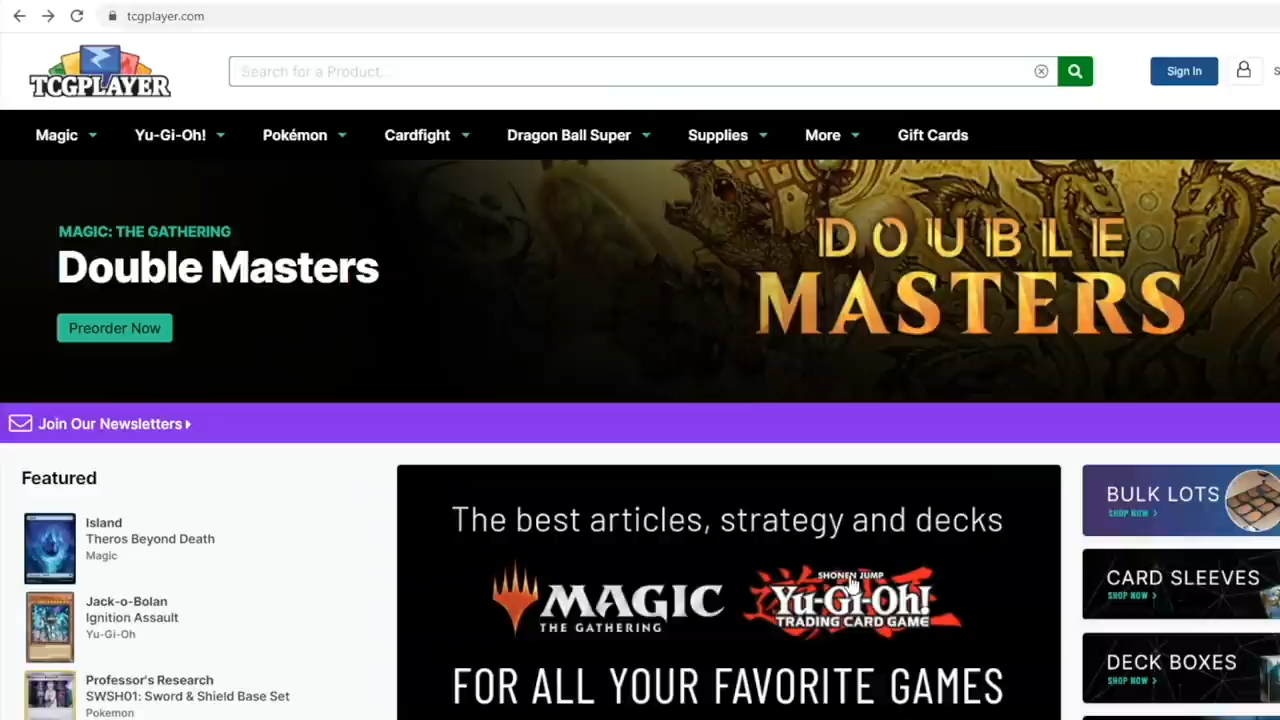 tcgplayer.com
TCGPLAYER
Search for a Product...
Sign In
Magic
Yu-Gi-Oh!
Pokémon
Cardfight
Dragon Ball Super
Supplies
More
Gift Cards
MAGIC: THE GATHERING
Double Masters
Preorder Now
DOUBLE
MASTERS
Join Our Newsletters
Featured
Island
Theros Beyond Death
Magic
Jack-o-Bolan
Ignition Assault
Yu-Gi-Oh
Professor's Research
SWSH01: Sword & Shield Base Set
Pokemon
The best articles, strategy and decks
MAGIC
THE GATHERING
SHONEN JUMP
Yu-Gi-Oh!
TRADING CARD GAME
FOR ALL YOUR FAVORITE GAMES
BULK LOTS
SHOP NOW
CARD SLEEVES
SHOP NOW
DECK BOXES
SHOP NOW